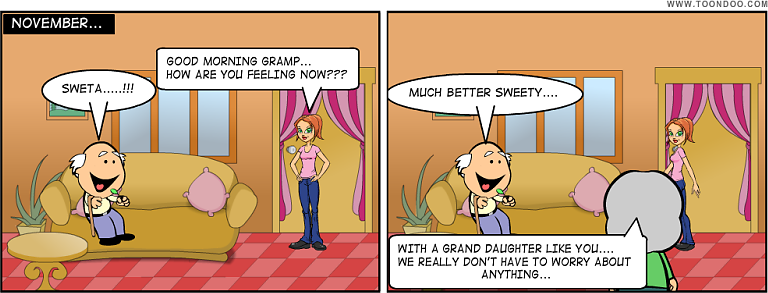 WWW.TOONDOO.COM
NOVEMBER...
SWETA.....!!!
GOOD MORNING GRAMP...
HOW ARE YOU FEELING NOW???
MUCH BETTER SWEETY....
WITH A GRAND DAUGHTER LIKE YOU....
WE REALLY DON'T HAVE TO WORRY ABOUT
ANYTHING...